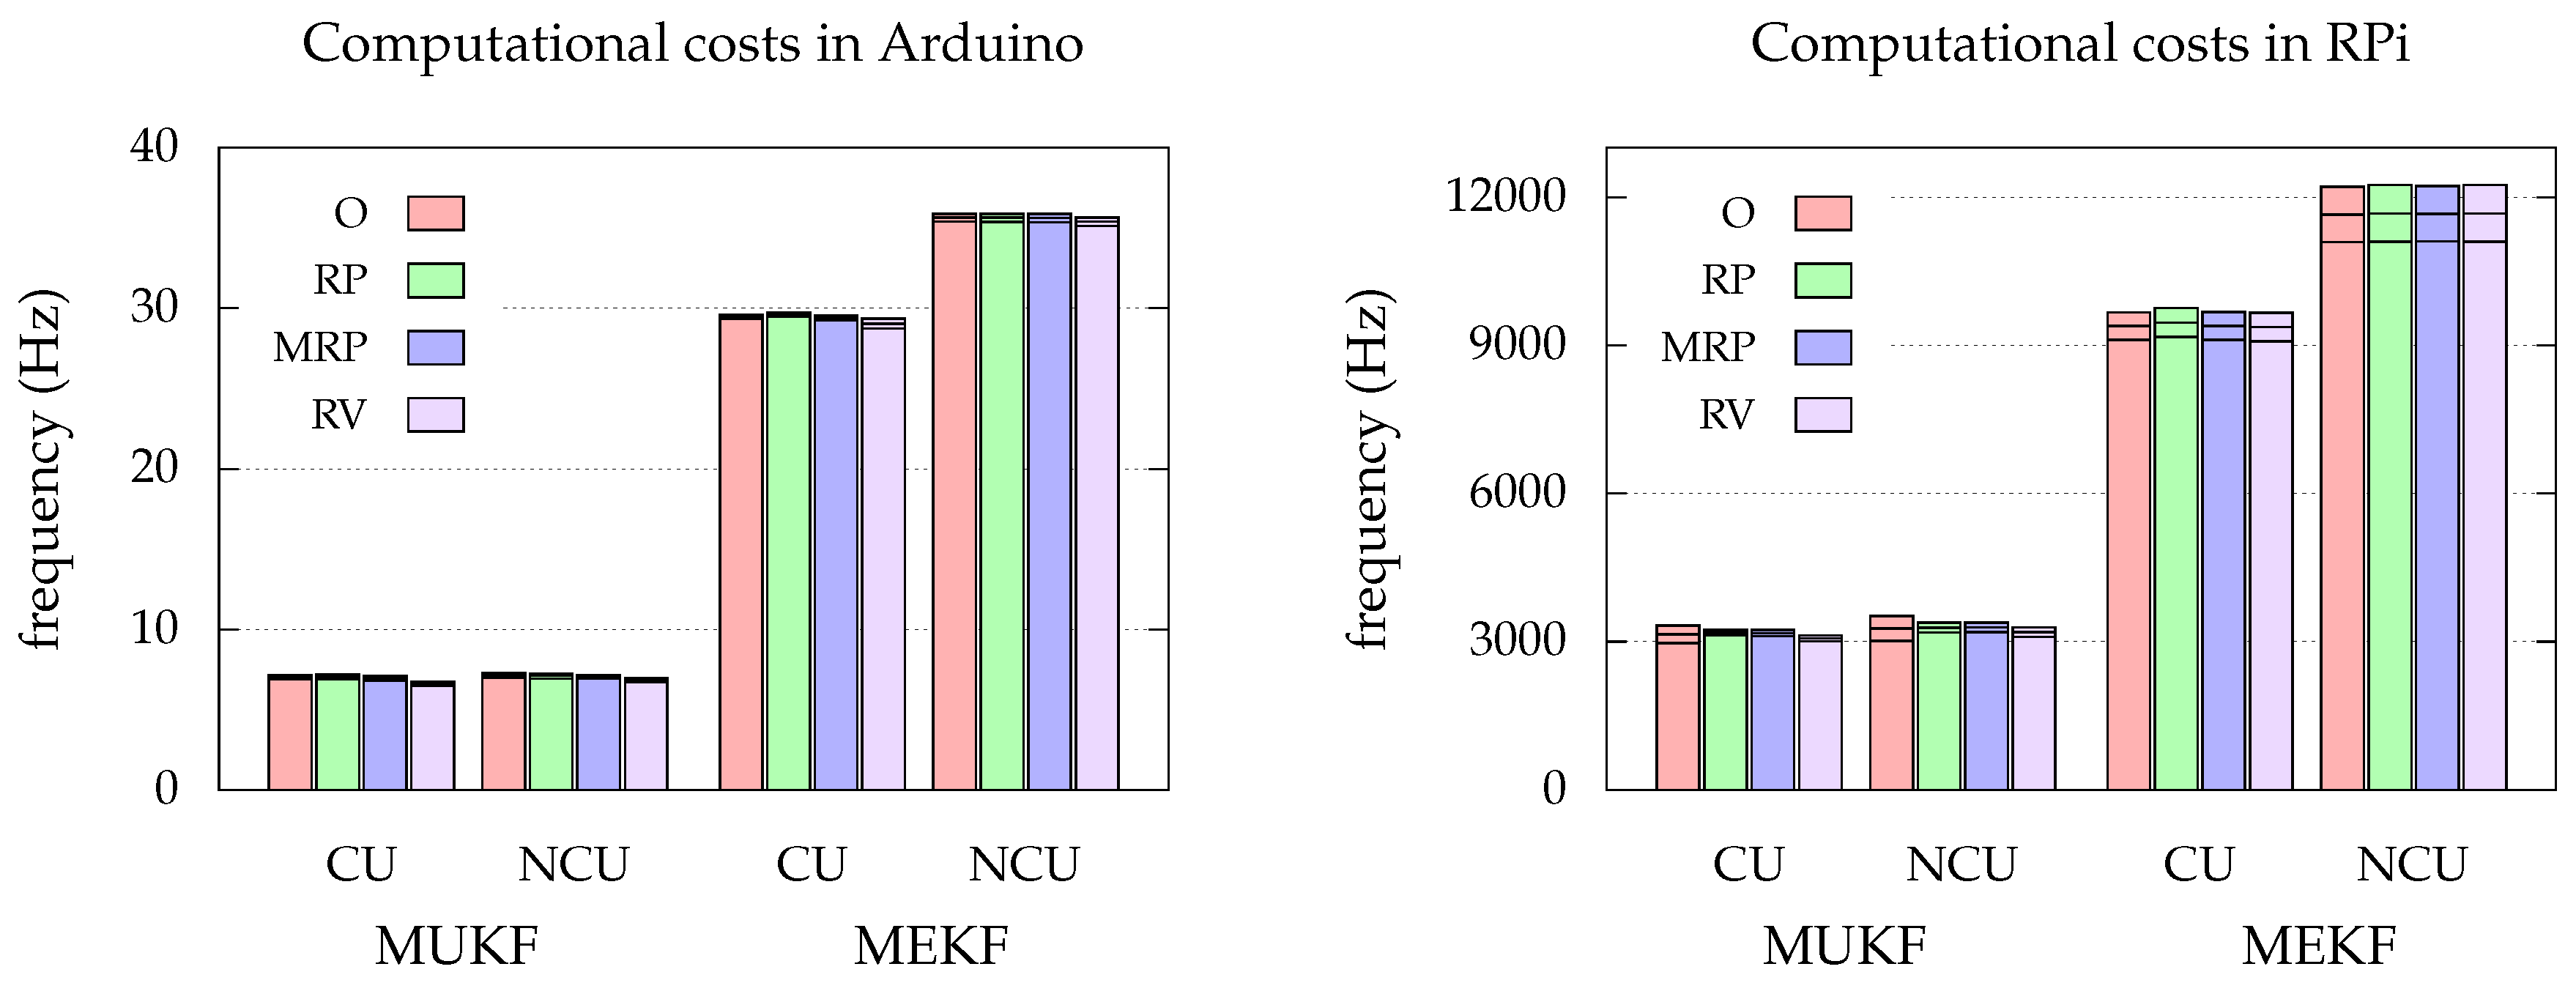 Computational costs in Arduino
40
30
20
10
0
frequency (Hz)
O
RP
MRP
RV
CU NCU CU NCU
MUKF MEKF
Computational costs in RPi
12000
9000
6000
3000
0
frequency (Hz)
O
RP
MRP
RV
CU NCU CU NCU
MUKF MEKF